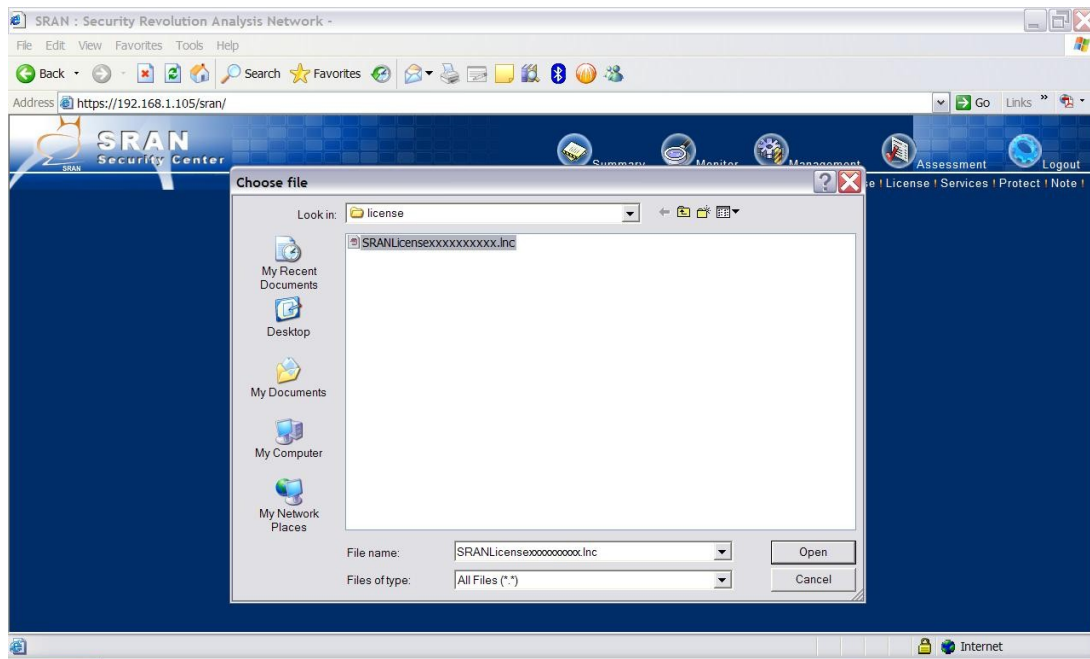 SRAN : Security Revolution Analysis Network -
File Edit View Favorites Tools Help
Back Search Favorites
Address https://192.168.1.105/sran/ Go Links »
SRAN
Security Center
SRAN
Summary Monitor Management Assessment Logout
e ! License ! Services ! Protect ! Note !
Choose file
Look in: license
SRANLicensexxxxxxxxxx.lnc
My Recent
Documents
Desktop
My Documents
My Computer
My Network
Places
File name: SRANLicensexxxxxxxxxx.lnc Open
Files of type: All Files (*.*) Cancel
Internet